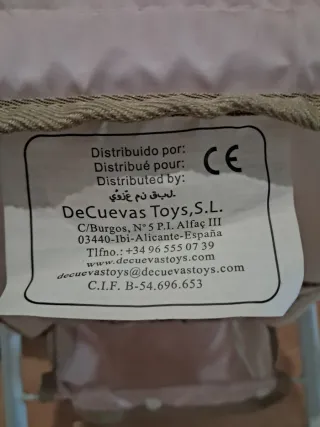 Distribuido por:
Distribué pour:
Distributed by:
CE
DeCuevas Toys,S.L.
C/Burgos, Nº 5 P.I. Alfaç III
03440-Ibi-Alicante-España
Tlfno.: +34 96 555 07 39
www.decuevastoys.com
decuevastoys@decuevastoys.com
C.I.F. B-54.696.653